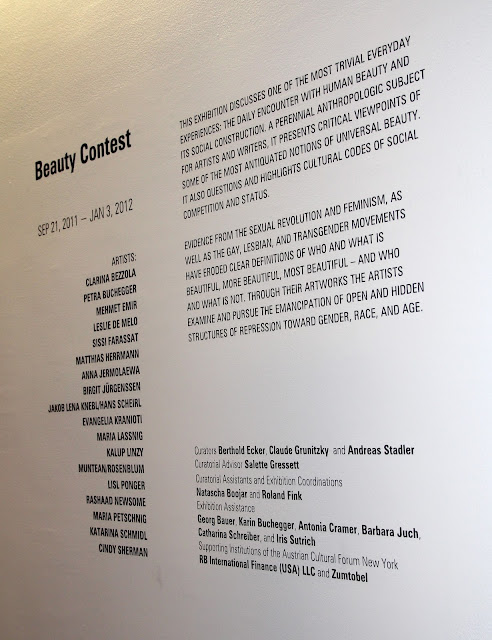 Beauty Contest
SEP 21, 2011 — JAN 3, 2012
ARTISTS:
CLARINA BEZZOLA
PETRA BUCHEGGER
MEHMET EMIR
LESLIE DE MELO
SISSI FARASSAT
MATTHIAS HERRMANN
ANNA JERMOLAEWA
BIRGIT JÜRGENSSEN
JAKOB LENA KNEBL/HANS SCHEIRL
EVANGELIA KRANIOTI
MARIA LASSNIG
KALUP LINZY
MUNTEAN/ROSENBLUM
LISL PONGER
RASHAAD NEWSOME
MARIA PETSCHNIG
KATARINA SCHMIDL
CINDY SHERMAN
THIS EXHIBITION DISCUSSES ONE OF THE MOST TRIVIAL EVERYDAY
EXPERIENCES: THE DAILY ENCOUNTER WITH HUMAN BEAUTY AND
ITS SOCIAL CONSTRUCTION. A PERENNIAL ANTHROPOLOGIC SUBJECT
FOR ARTISTS AND WRITERS, IT PRESENTS CRITICAL VIEWPOINTS OF
SOME OF THE MOST ANTIQUATED NOTIONS OF UNIVERSAL BEAUTY.
IT ALSO QUESTIONS AND HIGHLIGHTS CULTURAL CODES OF SOCIAL
COMPETITION AND STATUS.
EVIDENCE FROM THE SEXUAL REVOLUTION AND FEMINISM, AS
WELL AS THE GAY, LESBIAN, AND TRANSGENDER MOVEMENTS
HAVE ERODED CLEAR DEFINITIONS OF WHO AND WHAT IS
BEAUTIFUL, MORE BEAUTIFUL, MOST BEAUTIFUL – AND WHO
AND WHAT IS NOT. THROUGH THEIR ARTWORKS THE ARTISTS
EXAMINE AND PURSUE THE EMANCIPATION OF OPEN AND HIDDEN
STRUCTURES OF REPRESSION TOWARD GENDER, RACE, AND AGE.
Curators Berthold Ecker, Claude Grunitzky and Andreas Stadler
Curatorial Advisor Salette Gressett
Curatorial Assistants and Exhibition Coordinations
Natascha Boojar and Roland Fink
Exhibition Assistance
Georg Bauer, Karin Buchegger, Antonia Cramer, Barbara Juch,
Catharina Schreiber, and Iris Sutrich
Supporting Institutions of the Austrian Cultural Forum New York
RB International Finance (USA) LLC and Zumtobel